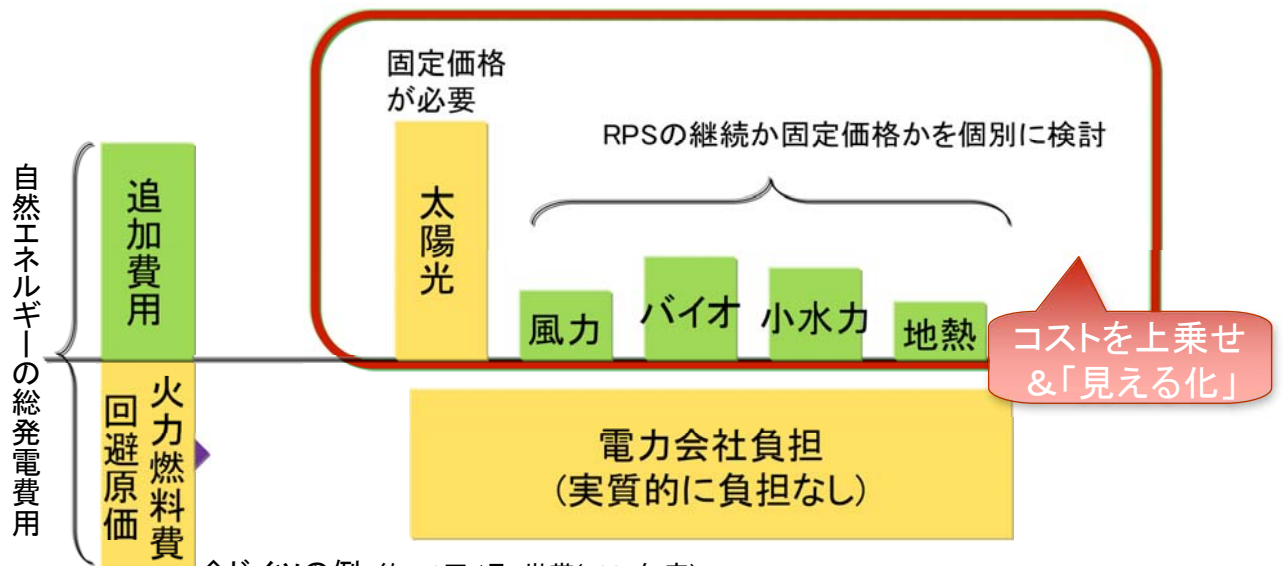 固定価格
が必要
RPSの継続か固定価格かを個別に検討
自然エネルギーの総発電費用
追加費用
太陽光
風力
バイオ
小水力
地熱
コストを上乗せ
&「見える化」
火力燃料費
回避原価
電力会社負担
(実質的に負担なし)